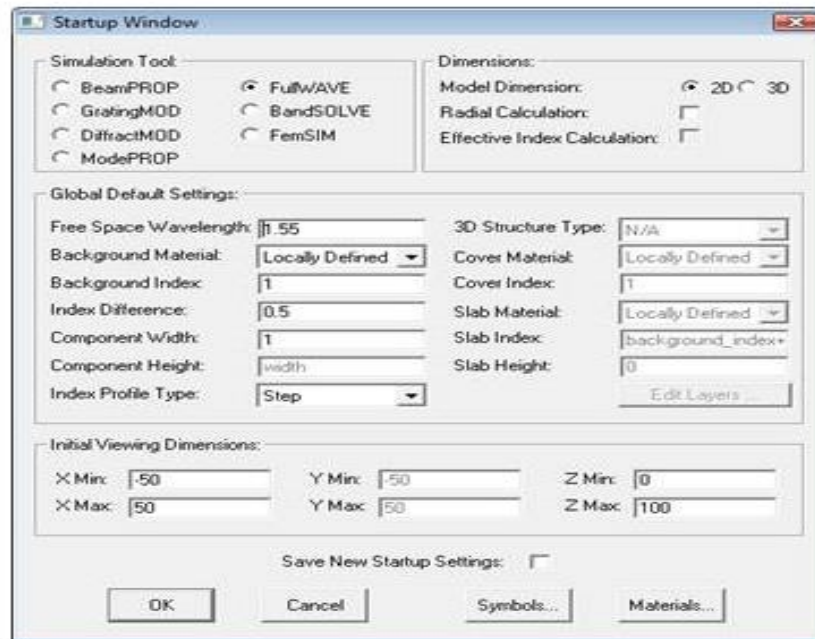 Startup Window
Simulation Tool:
BeamPROP
FullWAVE
GratingMOD
BandSOLVE
DiffractMOD
FemSIM
ModePROP
Dimensions:
Model Dimension: 2D 3D
Radial Calculation:
Effective Index Calculation:
Global Default Settings:
Free Space Wavelength: 1.55
Background Material: Locally Defined
Background Index: 1
Index Difference: 0.5
Component Width: 1
Component Height: width
Index Profile Type: Step
3D Structure Type: N/A
Cover Material: Locally Defined
Cover Index: 1
Slab Material: Locally Defined
Slab Index: background_index+
Slab Height: 0
Edit Layers ...
Initial Viewing Dimensions:
X Min: -50 Y Min: -50 Z Min: 0
X Max: 50 Y Max: 50 Z Max: 100
Save New Startup Settings:
OK Cancel Symbols... Materials...